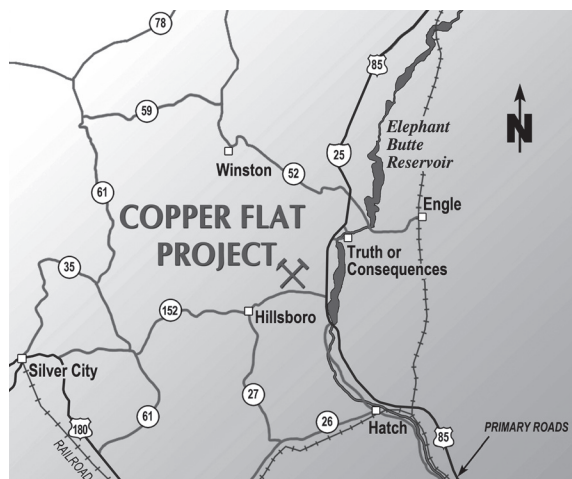 78
85
59
Elephant
Butte
Reservoir
N
25
Winston
52
61
Engle
COPPER FLAT
PROJECT
Truth or
Consequences
35
152
Hillsboro
Silver City
27
61
26
180
Hatch
85
PRIMARY ROADS
RAILROAD